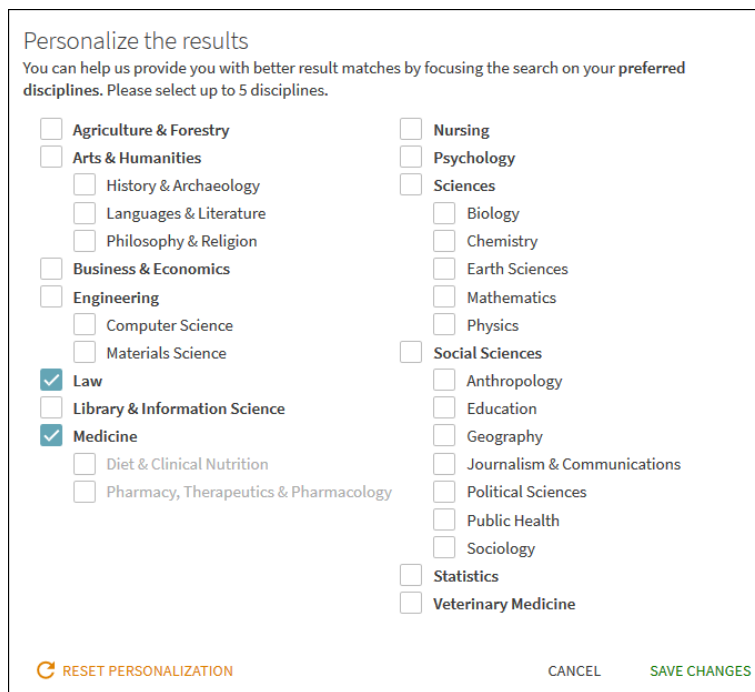 Personalize the results
You can help us provide you with better result matches by focusing the search on your preferred
disciplines. Please select up to 5 disciplines.
Agriculture & Forestry
Arts & Humanities
History & Archaeology
Languages & Literature
Philosophy & Religion
Business & Economics
Engineering
Computer Science
Materials Science
Law
Library & Information Science
Medicine
Diet & Clinical Nutrition
Pharmacy, Therapeutics & Pharmacology
Nursing
Psychology
Sciences
Biology
Chemistry
Earth Sciences
Mathematics
Physics
Social Sciences
Anthropology
Education
Geography
Journalism & Communications
Political Sciences
Public Health
Sociology
Statistics
Veterinary Medicine
RESET PERSONALIZATION
CANCEL
SAVE CHANGES